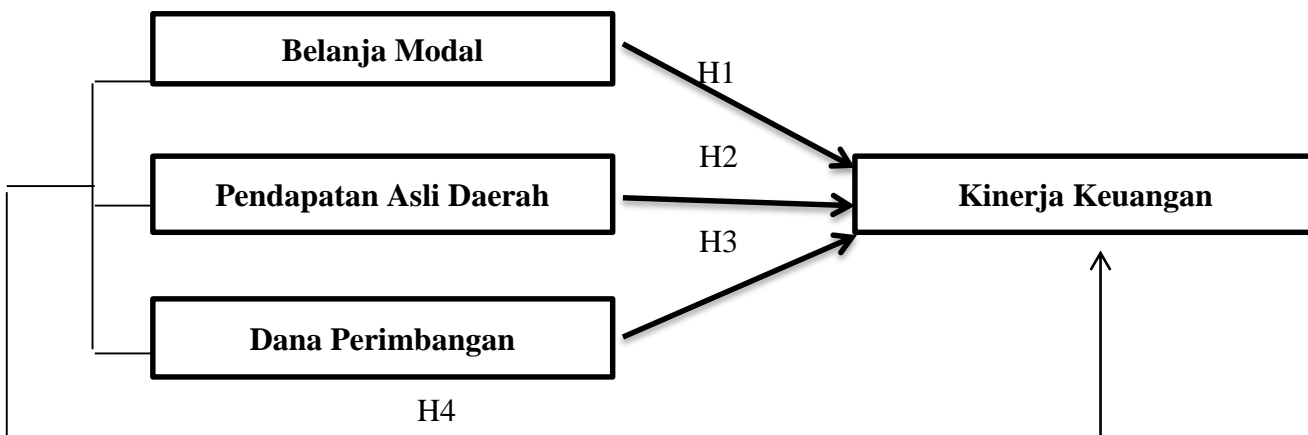 Belanja Modal
H1
H2
Pendapatan Asli Daerah
Kinerja Keuangan
H3
Dana Perimbangan
H4